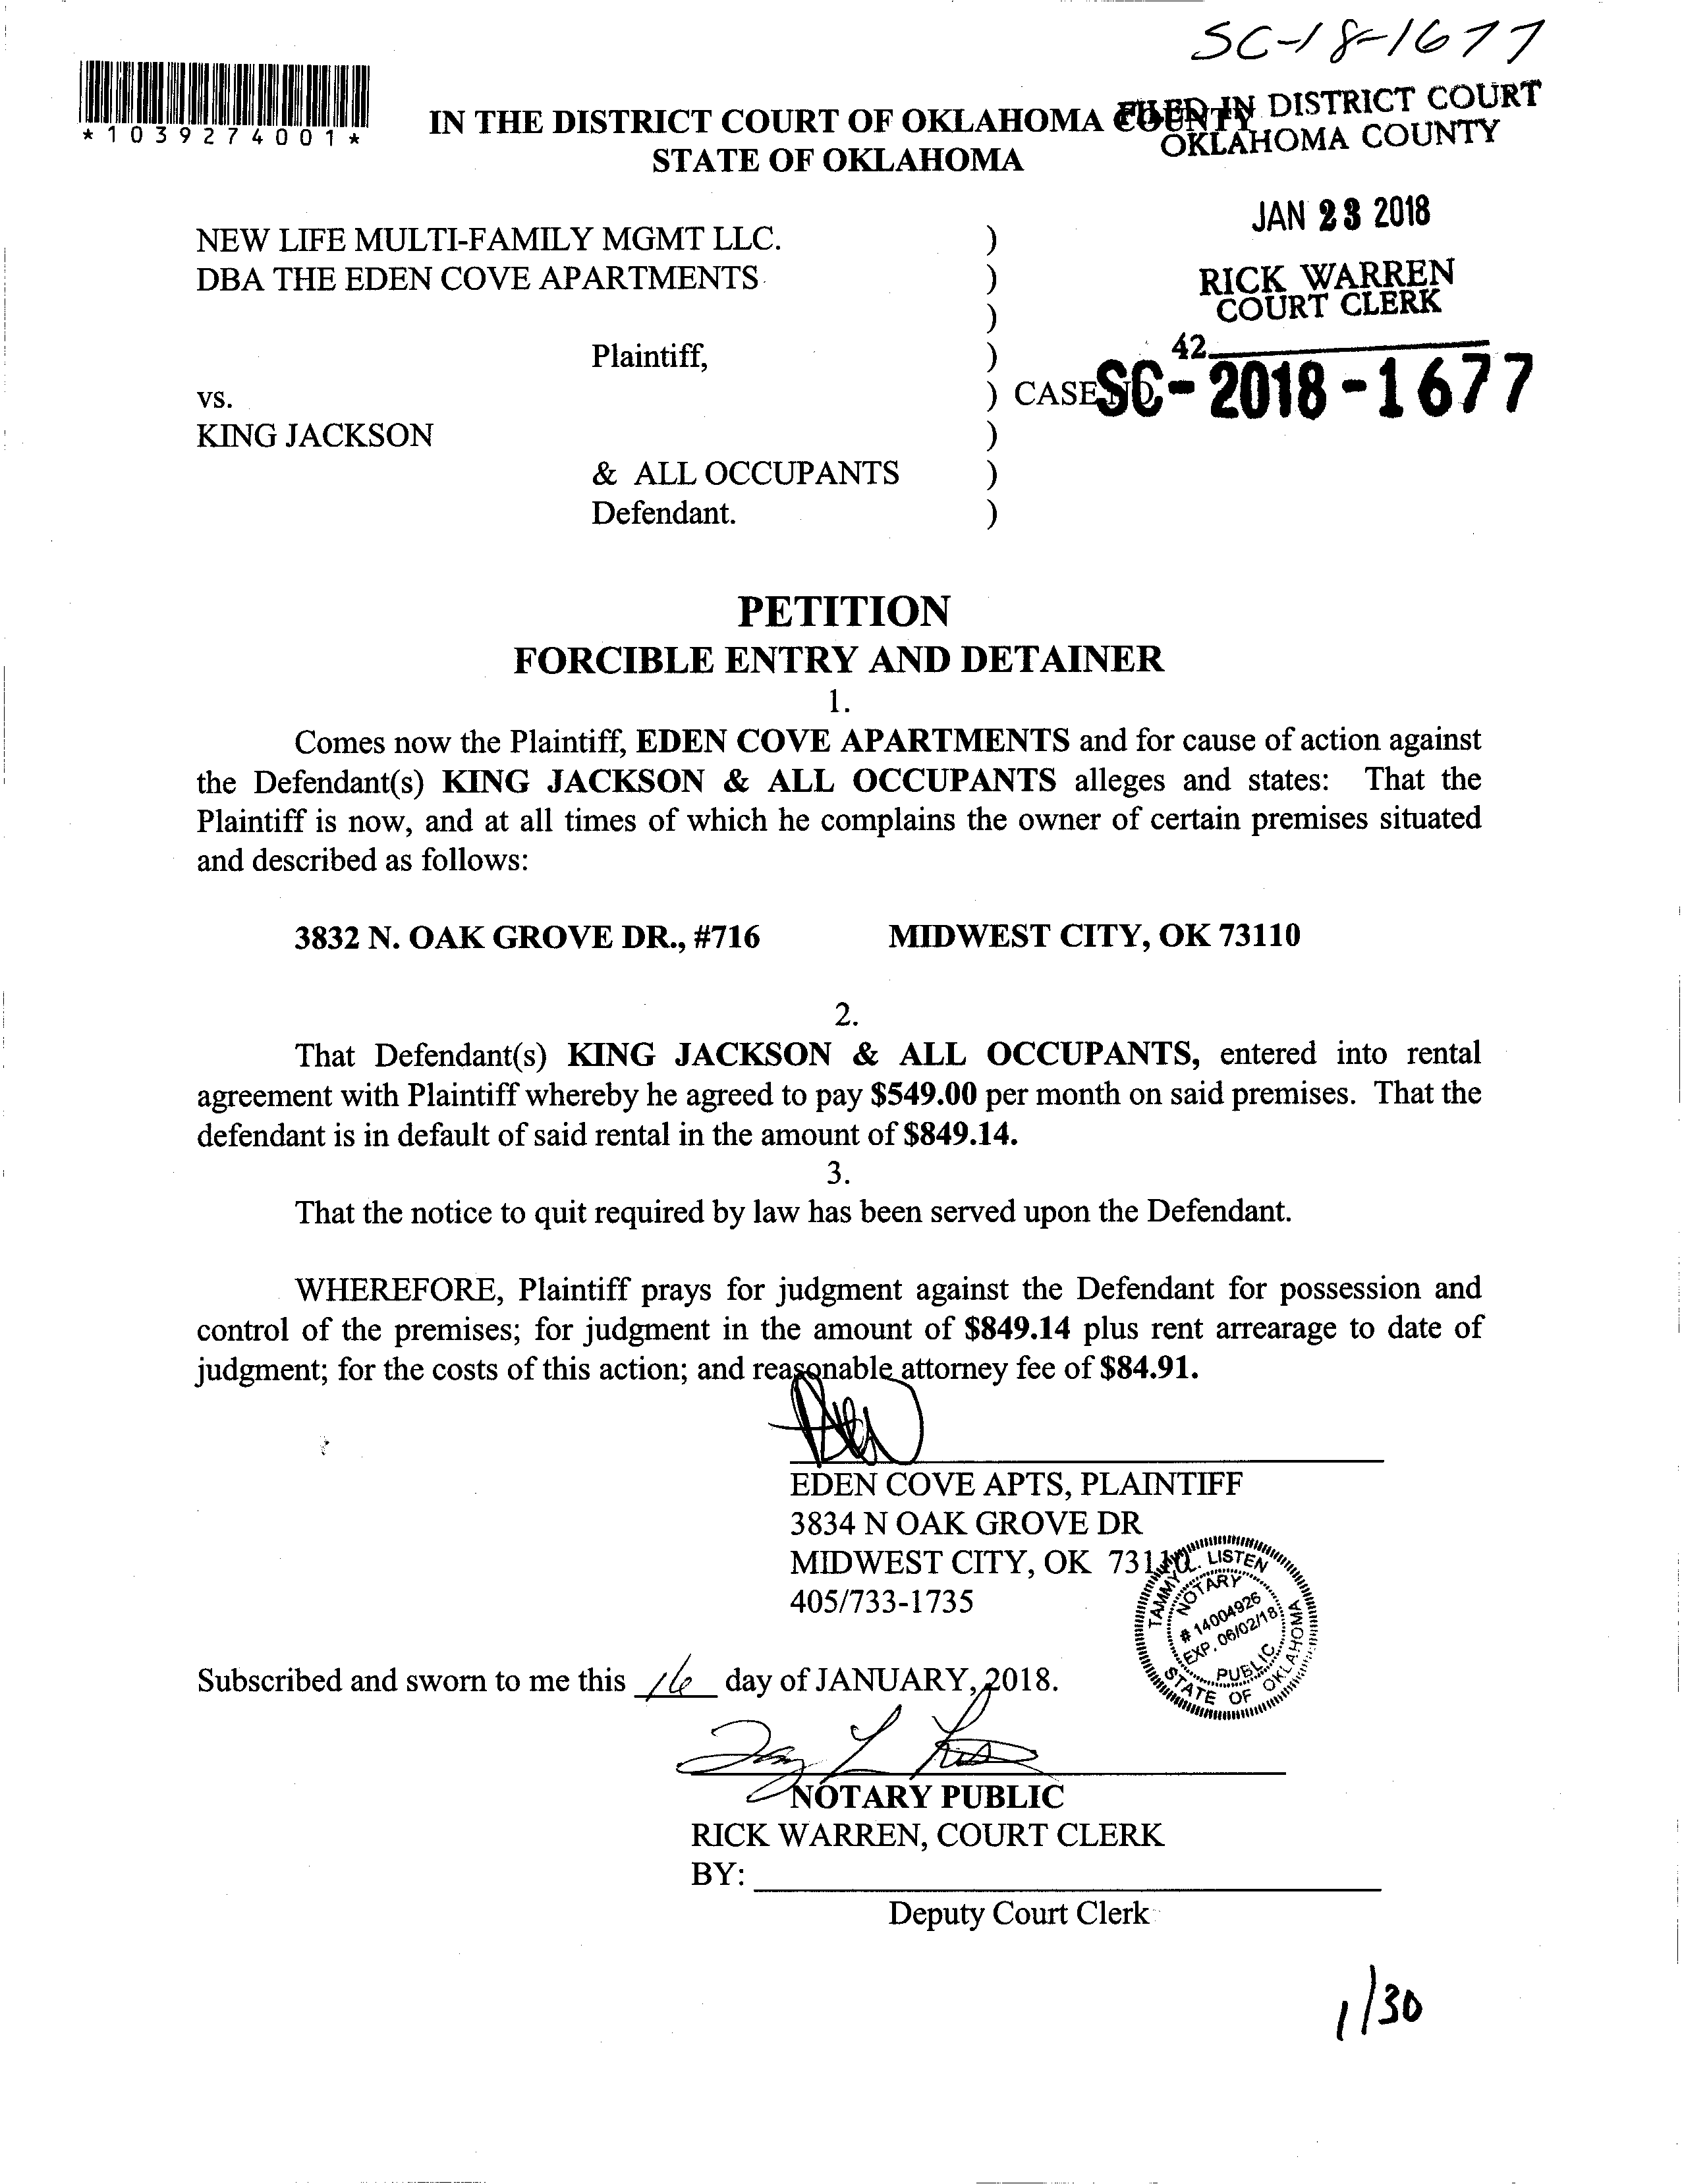 SC-18-1677
*1039274001*
IN THE DISTRICT COURT OF OKLAHOMA COUNTY
STATE OF OKLAHOMA
FILED IN DISTRICT COURT
OKLAHOMA COUNTY
JAN 23 2018
RICK WARREN
COURT CLERK
42
NEW LIFE MULTI-FAMILY MGMT LLC.
DBA THE EDEN COVE APARTMENTS
)
)
)
Plaintiff, )
vs. ) CASE NO. SC-2018-1677
KING JACKSON )
& ALL OCCUPANTS )
Defendant. )
PETITION
FORCIBLE ENTRY AND DETAINER
1.
Comes now the Plaintiff, EDEN COVE APARTMENTS and for cause of action against
the Defendant(s) KING JACKSON & ALL OCCUPANTS alleges and states: That the
Plaintiff is now, and at all times of which he complains the owner of certain premises situated
and described as follows:
3832 N. OAK GROVE DR., #716 MIDWEST CITY, OK 73110
2.
That Defendant(s) KING JACKSON & ALL OCCUPANTS, entered into rental
agreement with Plaintiff whereby he agreed to pay $549.00 per month on said premises. That the
defendant is in default of said rental in the amount of $849.14.
3.
That the notice to quit required by law has been served upon the Defendant.
WHEREFORE, Plaintiff prays for judgment against the Defendant for possession and
control of the premises; for judgment in the amount of $849.14 plus rent arrearage to date of
judgment; for the costs of this action; and reasonable attorney fee of $84.91.
EDEN COVE APTS, PLAINTIFF
3834 N OAK GROVE DR
MIDWEST CITY, OK 73110
405/733-1735
TAMMY L. LISTEN
NOTARY
# 14004926
EXP. 06/02/18
PUBLIC
STATE OF OKLAHOMA
Subscribed and sworn to me this 16 day of JANUARY, 2018.
NOTARY PUBLIC
RICK WARREN, COURT CLERK
BY:
Deputy Court Clerk
1/30